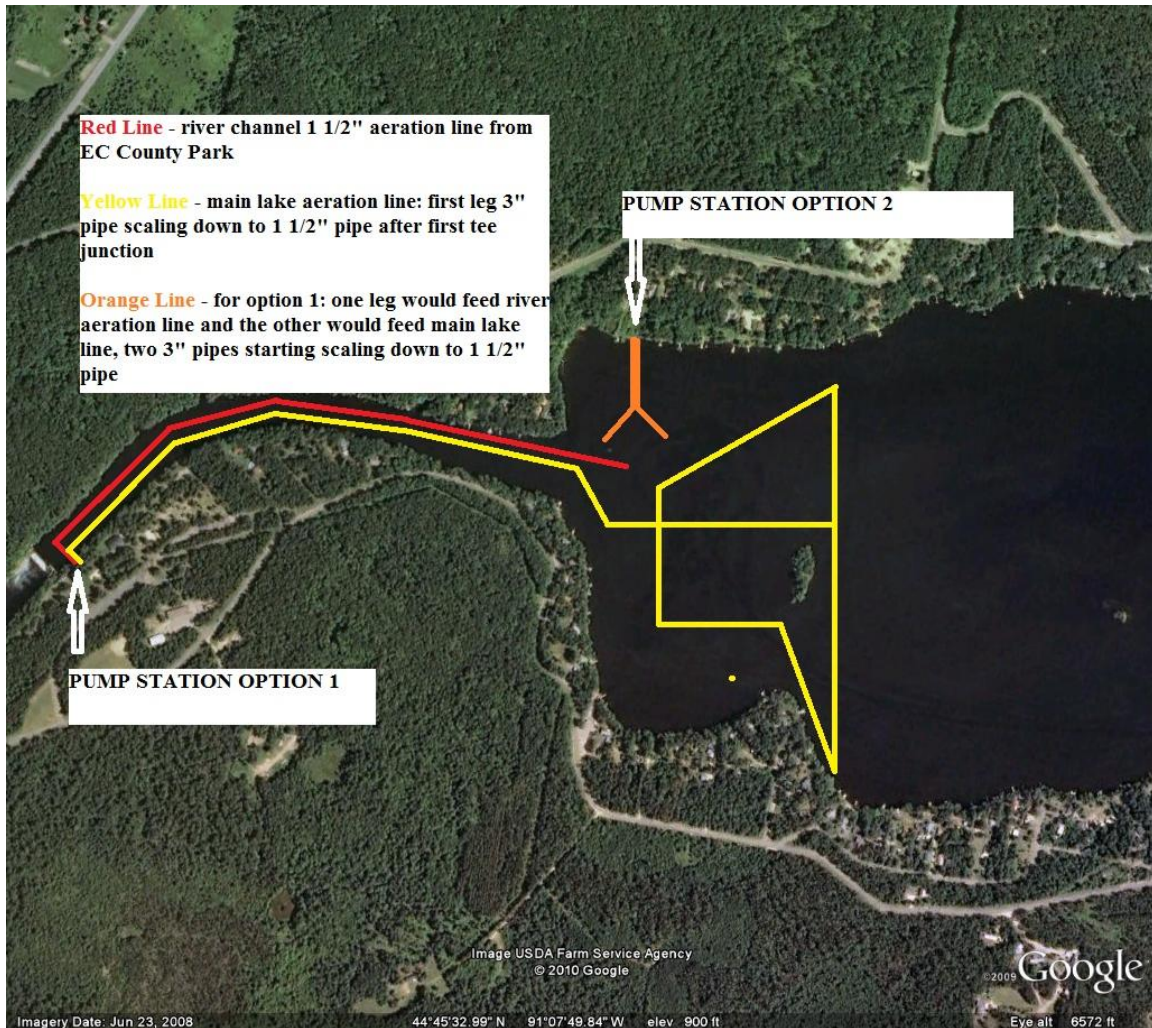 Red Line - river channel 1 1/2" aeration line from
EC County Park
Yellow Line - main lake aeration line: first leg 3"
pipe scaling down to 1 1/2" pipe after first tee
junction
Orange Line - for option 1: one leg would feed river
aeration line and the other would feed main lake
line, two 3" pipes starting scaling down to 1 1/2"
pipe
PUMP STATION OPTION 2
PUMP STATION OPTION 1
Image USDA Farm Service Agency
© 2010 Google
©2009 Google
Imagery Date: Jun 23, 2008 44°45'32.99" N 91°07'49.84" W elev 900 ft Eye alt 6572 ft